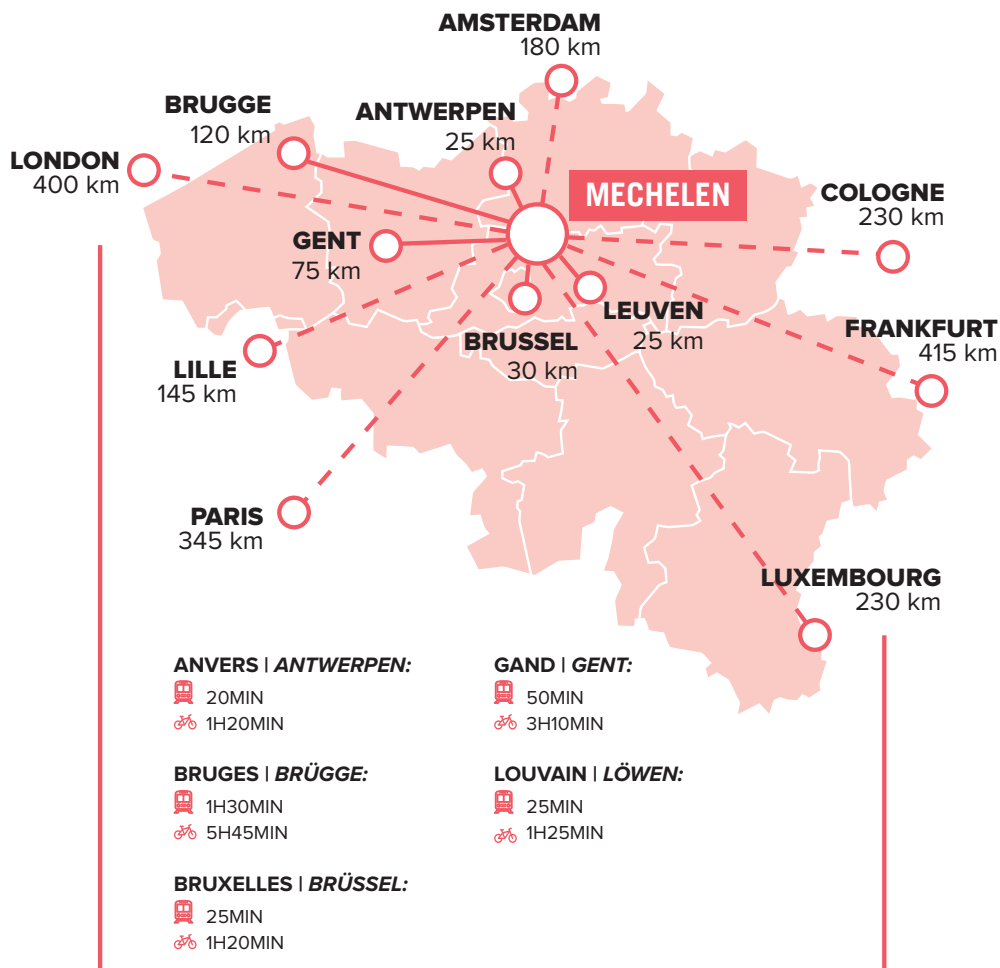 AMSTERDAM
180 km
BRUGGE
120 km
ANTWERPEN
25 km
LONDON
400 km
MECHELEN
COLOGNE
230 km
GENT
75 km
LEUVEN
25 km
BRUSSEL
30 km
FRANKFURT
415 km
LILLE
145 km
PARIS
345 km
LUXEMBOURG
230 km
ANVERS | ANTWERPEN:
20MIN
1H20MIN
BRUGES | BRÜGGE:
1H30MIN
5H45MIN
BRUXELLES | BRÜSSEL:
25MIN
1H20MIN
GAND | GENT:
50MIN
3H10MIN
LOUVAIN | LÖWEN:
25MIN
1H25MIN